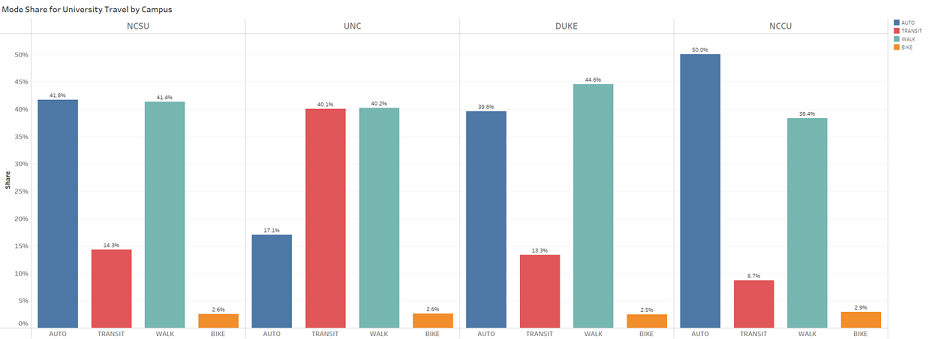 Mode Share for University Travel by Campus
NCSU UNC DUKE NCCU
AUTO
TRANSIT
WALK
BIKE
50%
45%
40%
35%
30%
25%
20%
15%
10%
5%
0%
Share
41.8% 14.3% 41.4% 2.6%
17.1% 40.1% 40.2% 2.6%
39.6% 13.3% 44.6% 2.5%
50.0% 8.7% 38.4% 2.9%
AUTO TRANSIT WALK BIKE AUTO TRANSIT WALK BIKE AUTO TRANSIT WALK BIKE AUTO TRANSIT WALK BIKE